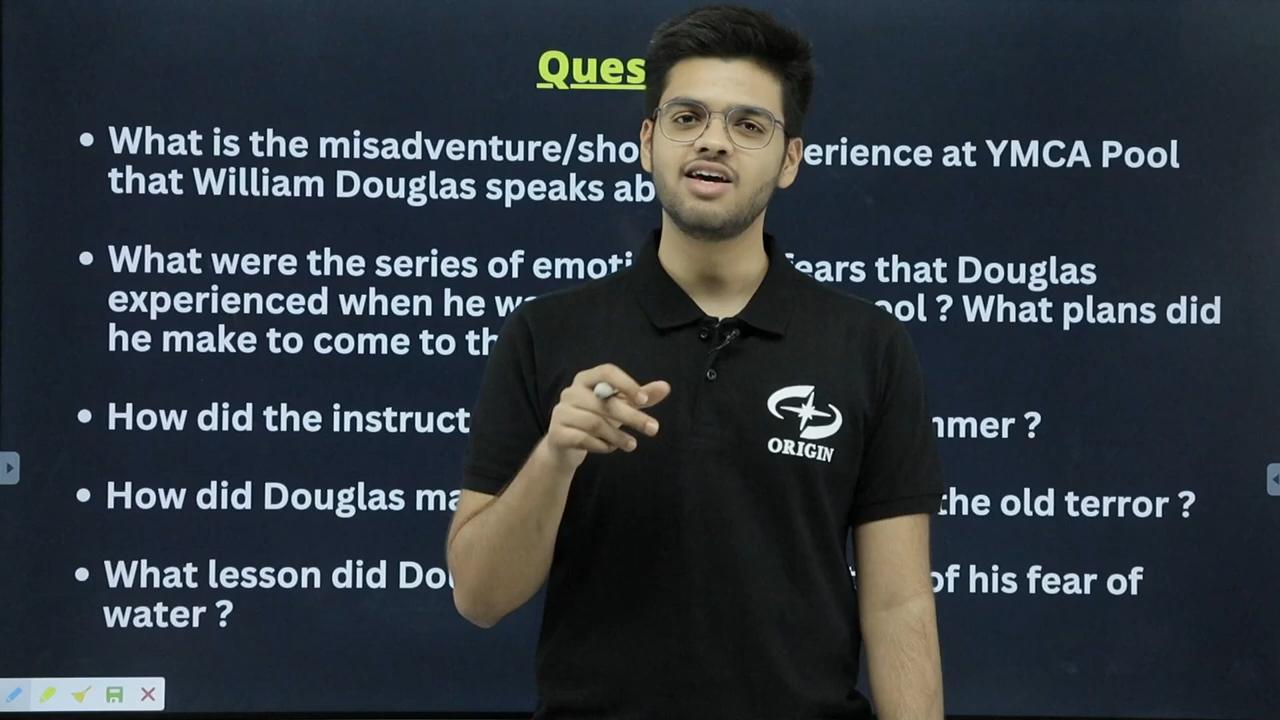 Ques
What is the misadventure/sho erience at YMCA Pool
that William Douglas speaks ab
What were the series of emoti ears that Douglas
experienced when he wa ool ? What plans did
he make to come to th
How did the instruct mmer ?
How did Douglas ma the old terror ?
What lesson did Dou of his fear of
water ?
ORIGIN